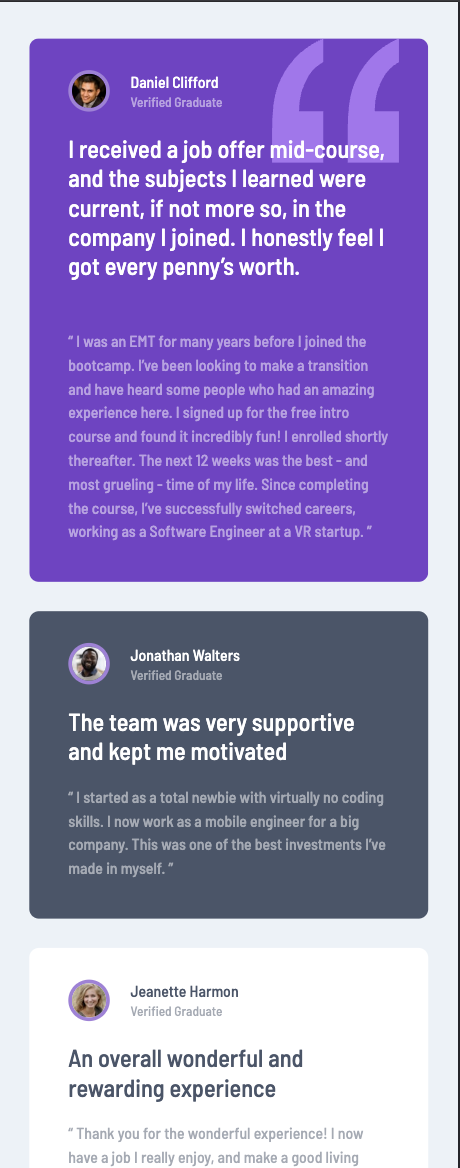 Daniel Clifford
Verified Graduate
I received a job offer mid-course,
and the subjects I learned were
current, if not more so, in the
company I joined. I honestly feel I
got every penny’s worth.
“ I was an EMT for many years before I joined the
bootcamp. I’ve been looking to make a transition
and have heard some people who had an amazing
experience here. I signed up for the free intro
course and found it incredibly fun! I enrolled shortly
thereafter. The next 12 weeks was the best - and
most grueling - time of my life. Since completing
the course, I’ve successfully switched careers,
working as a Software Engineer at a VR startup. ”
Jonathan Walters
Verified Graduate
The team was very supportive
and kept me motivated
“ I started as a total newbie with virtually no coding
skills. I now work as a mobile engineer for a big
company. This was one of the best investments I’ve
made in myself. ”
Jeanette Harmon
Verified Graduate
An overall wonderful and
rewarding experience
“ Thank you for the wonderful experience! I now
have a job I really enjoy, and make a good living